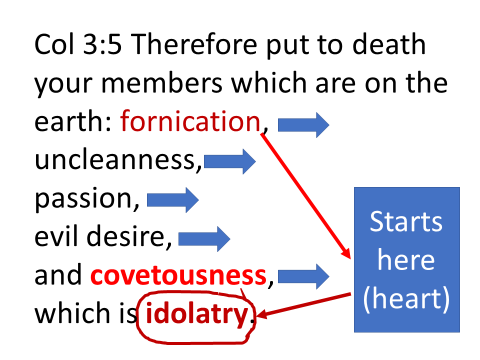 Col 3:5 Therefore put to death
your members which are on the
earth: fornication,
uncleanness,
passion,
evil desire,
and covetousness,
which is idolatry.
Starts
here
(heart)